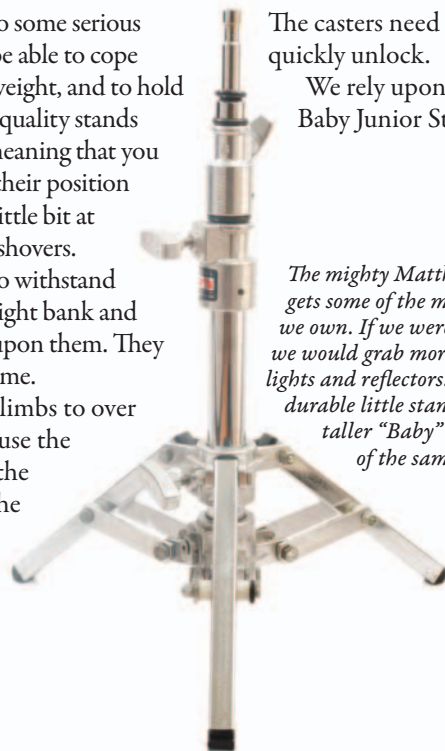 o some serious
be able to cope
weight, and to hold
quality stands
neaning that you
their position
ittle bit at
shovers.
o withstand
ight bank and
upon them. They
me.
limbs to over
use the
the
he
The casters need
quickly unlock.
We rely upon
Baby Junior St
The mighty Matth
gets some of the m
we own. If we were
we would grab mor
lights and reflectors.
durable little stan
taller “Baby”
of the sam